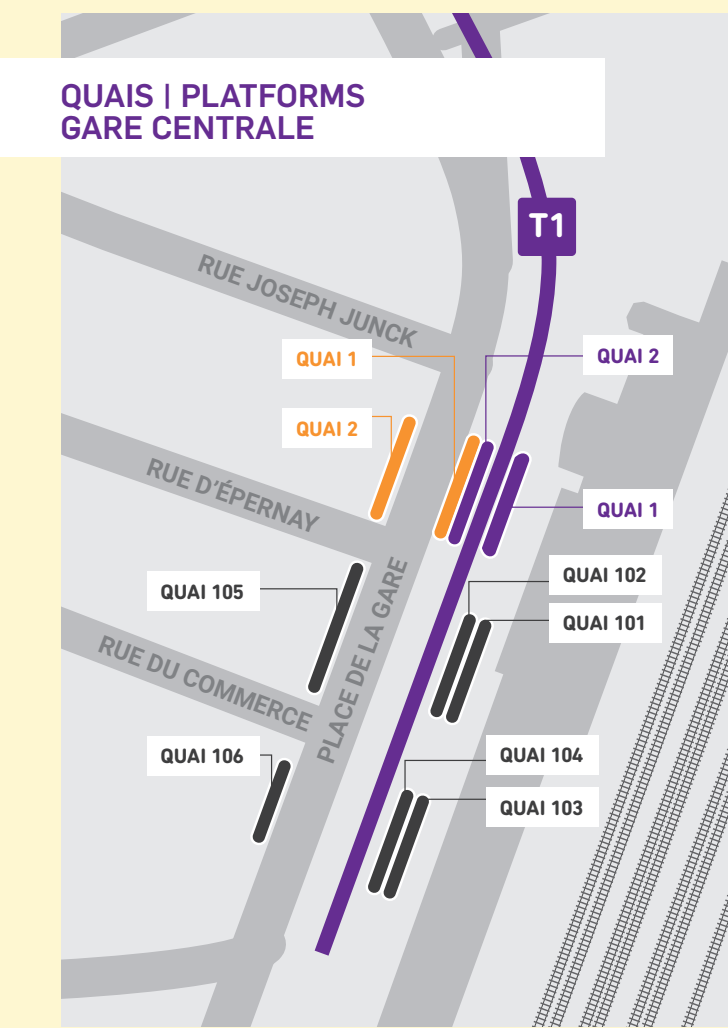 QUAIS | PLATFORMS
GARE CENTRALE
T1
RUE JOSEPH JUNCK
QUAI 1
QUAI 2
QUAI 2
RUE D'ÉPERNAY
QUAI 1
PLACE DE LA GARE
QUAI 105
QUAI 102
QUAI 101
RUE DU COMMERCE
QUAI 106
QUAI 104
QUAI 103